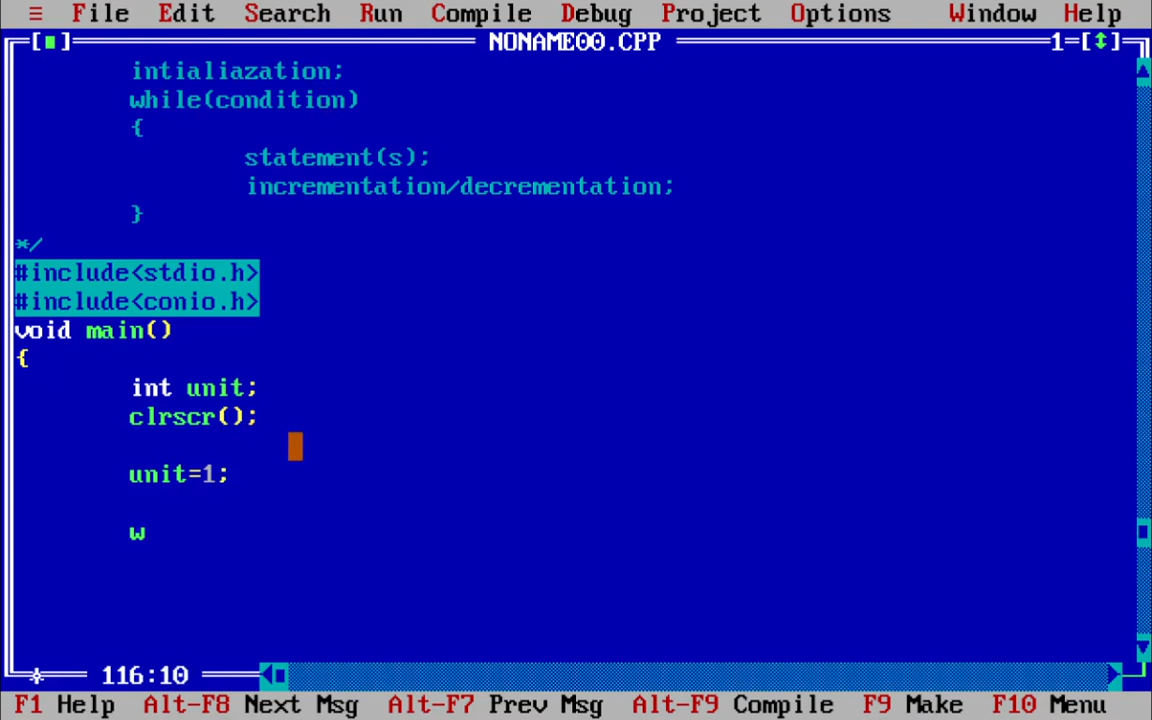 ≡ File Edit Search Run Compile Debug Project Options Window Help
[■] NONAME00.CPP 1=[↕]
intialiazation;
while(condition)
{
statement(s);
incrementation/decrementation;
}
*/
#include<stdio.h>
#include<conio.h>
void main()
{
int unit;
clrscr();
unit=1;
w
116:10
F1 Help Alt-F8 Next Msg Alt-F7 Prev Msg Alt-F9 Compile F9 Make F10 Menu